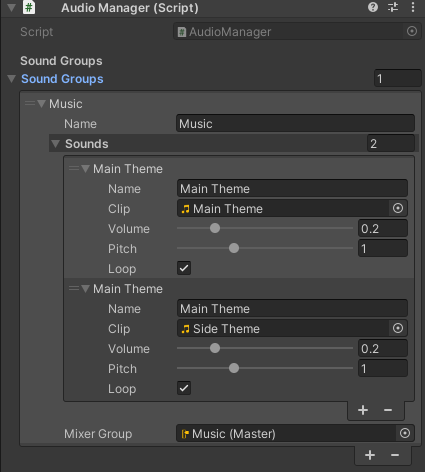 Audio Manager (Script)
Script AudioManager
Sound Groups
Sound Groups 1
Music
Name Music
Sounds 2
Main Theme
Name Main Theme
Clip Main Theme
Volume 0.2
Pitch 1
Loop
Main Theme
Name Main Theme
Clip Side Theme
Volume 0.2
Pitch 1
Loop
Mixer Group Music (Master)